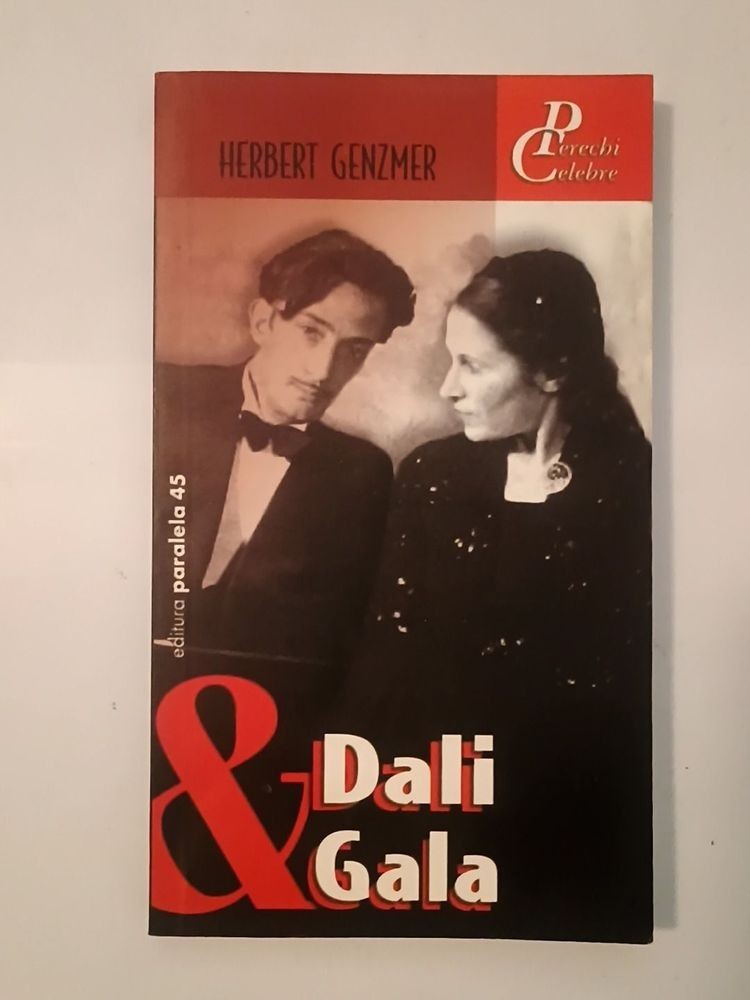 HERBERT GENZMER
Perechi
Celebre
editura paralela 45
&
Dali
Gala